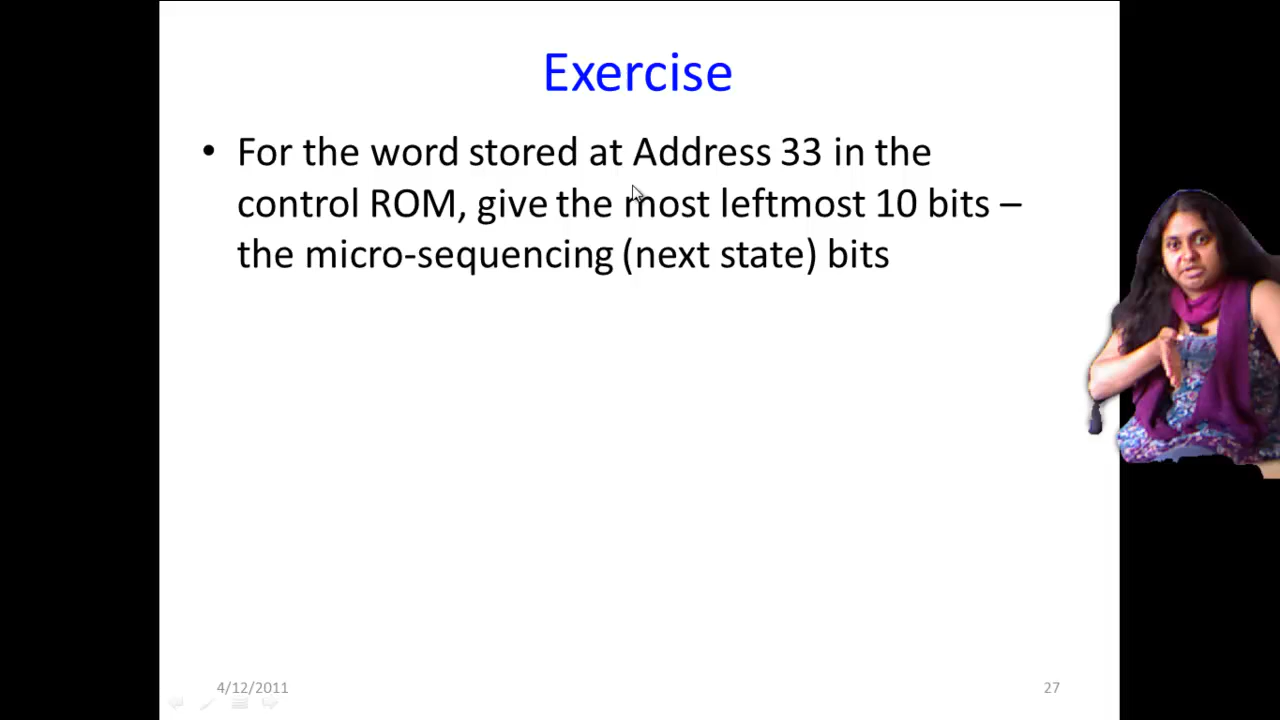 Exercise
• For the word stored at Address 33 in the
control ROM, give the most leftmost 10 bits –
the micro-sequencing (next state) bits
4/12/2011
27